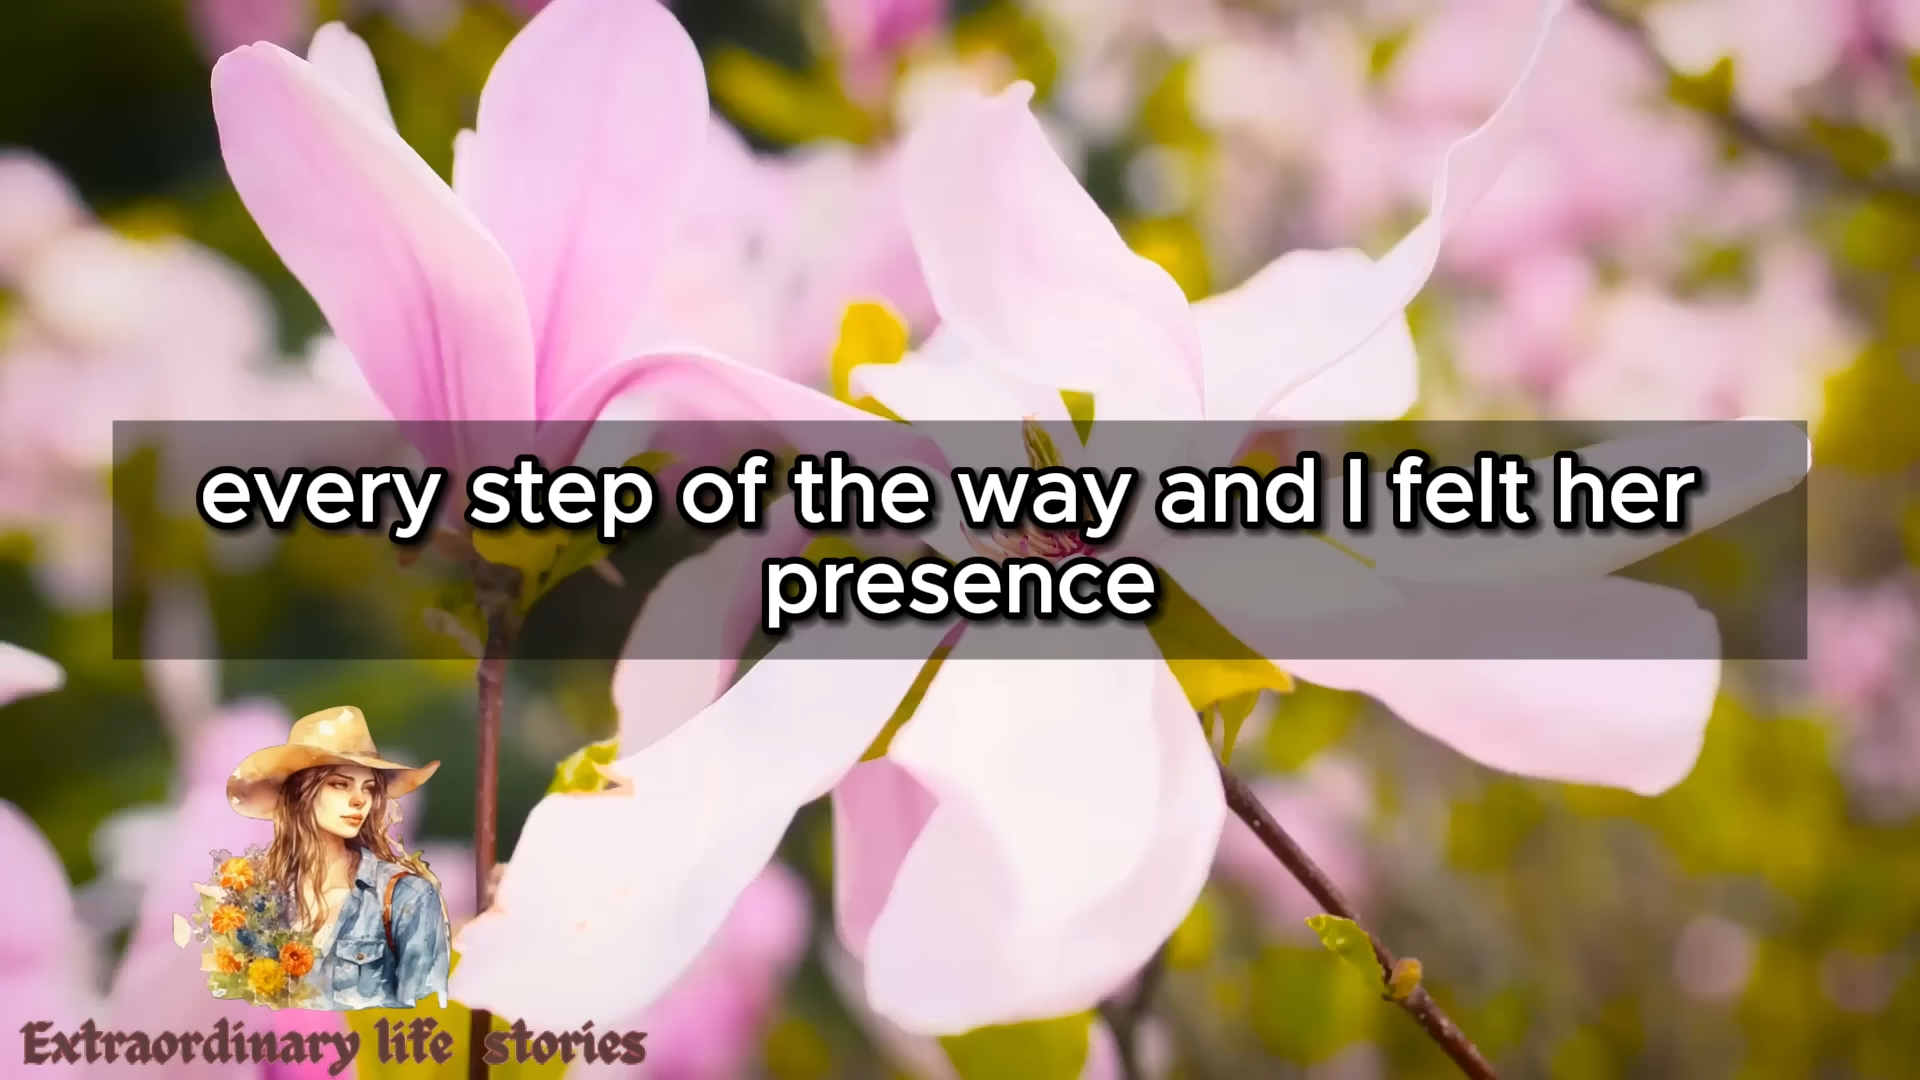 every step of the way and I felt her
presence
Extraordinary life stories